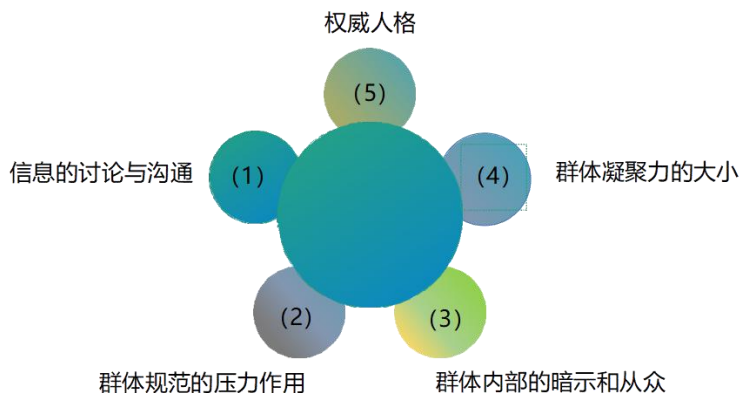 权威人格
(5)
信息的讨论与沟通
(1)
(4)
群体凝聚力的大小
(2)
(3)
群体规范的压力作用
群体内部的暗示和从众